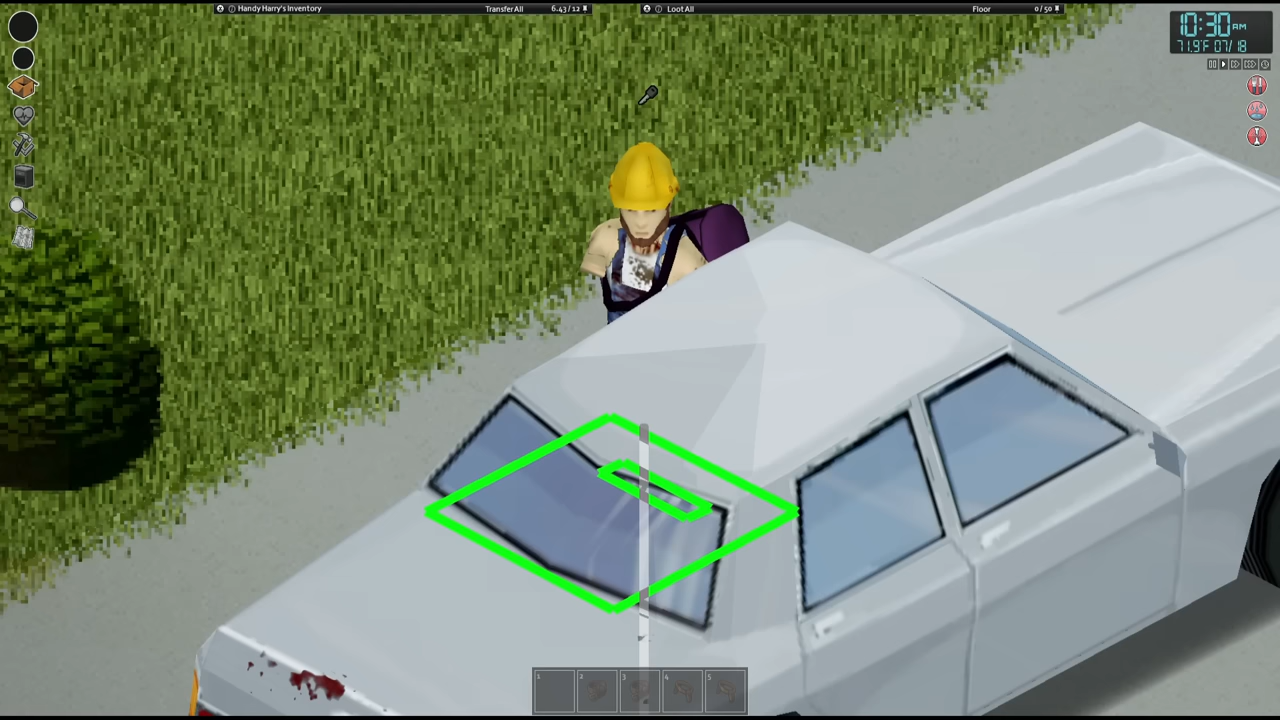 Handy Harry's Inventory Transfer All 6.43 / 12
Loot All Floor 0 / 50
10:30 AM
71.9°F 07/18
1 2 3 4 5